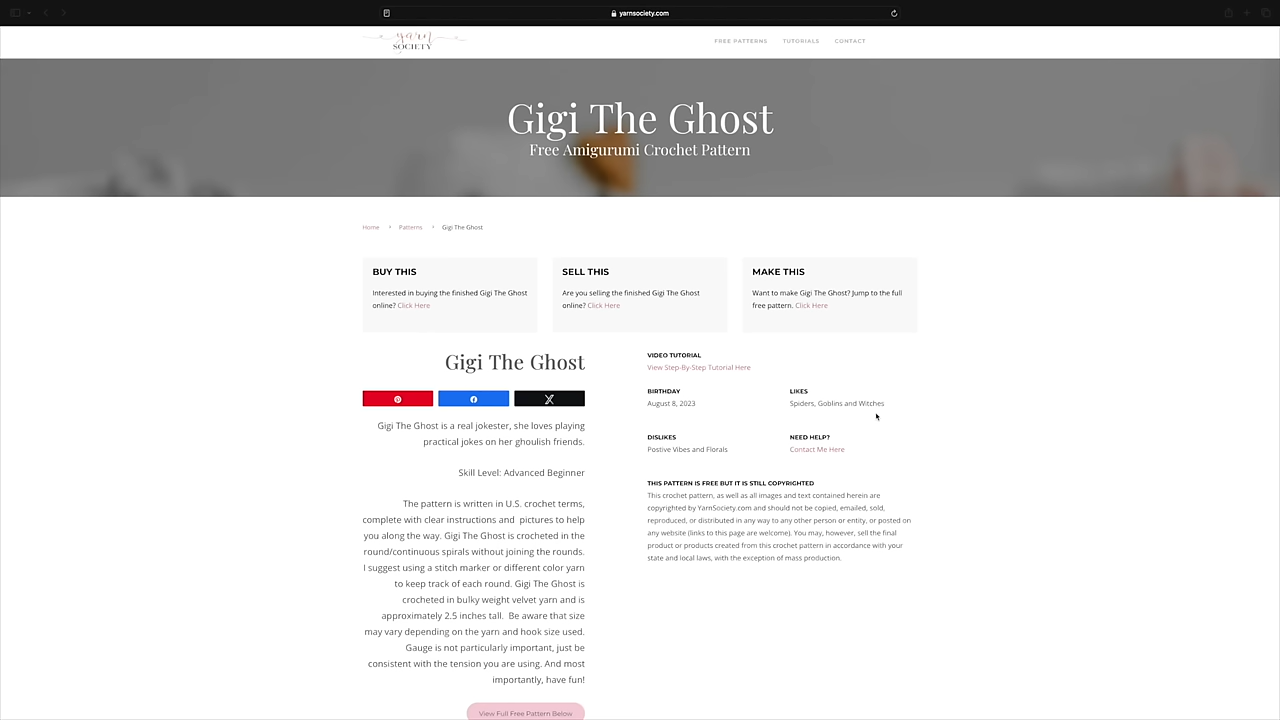 yarnsociety.com
yarn
SOCIETY
FREE PATTERNS TUTORIALS CONTACT
Gigi The Ghost
Free Amigurumi Crochet Pattern
Home Patterns Gigi The Ghost
BUY THIS
Interested in buying the finished Gigi The Ghost
online? Click Here
SELL THIS
Are you selling the finished Gigi The Ghost
online? Click Here
MAKE THIS
Want to make Gigi The Ghost? Jump to the full
free pattern. Click Here
Gigi The Ghost
Gigi The Ghost is a real jokester, she loves playing
practical jokes on her ghoulish friends.
Skill Level: Advanced Beginner
The pattern is written in U.S. crochet terms,
complete with clear instructions and pictures to help
you along the way. Gigi The Ghost is crocheted in the
round/continuous spirals without joining the rounds.
I suggest using a stitch marker or different color yarn
to keep track of each round. Gigi The Ghost is
crocheted in bulky weight velvet yarn and is
approximately 2.5 inches tall. Be aware that size
may vary depending on the yarn and hook size used.
Gauge is not particularly important, just be
consistent with the tension you are using. And most
importantly, have fun!
View Full Free Pattern Below
VIDEO TUTORIAL
View Step-By-Step Tutorial Here
BIRTHDAY
August 8, 2023
LIKES
Spiders, Goblins and Witches
DISLIKES
Postive Vibes and Florals
NEED HELP?
Contact Me Here
THIS PATTERN IS FREE BUT IT IS STILL COPYRIGHTED
This crochet pattern, as well as all images and text contained herein are
copyrighted by YarnSociety.com and should not be copied, emailed, sold,
reproduced, or distributed in any way to any other person or entity, or posted on
any website (links to this page are welcome). You may, however, sell the final
product or products created from this crochet pattern in accordance with your
state and local laws, with the exception of mass production.